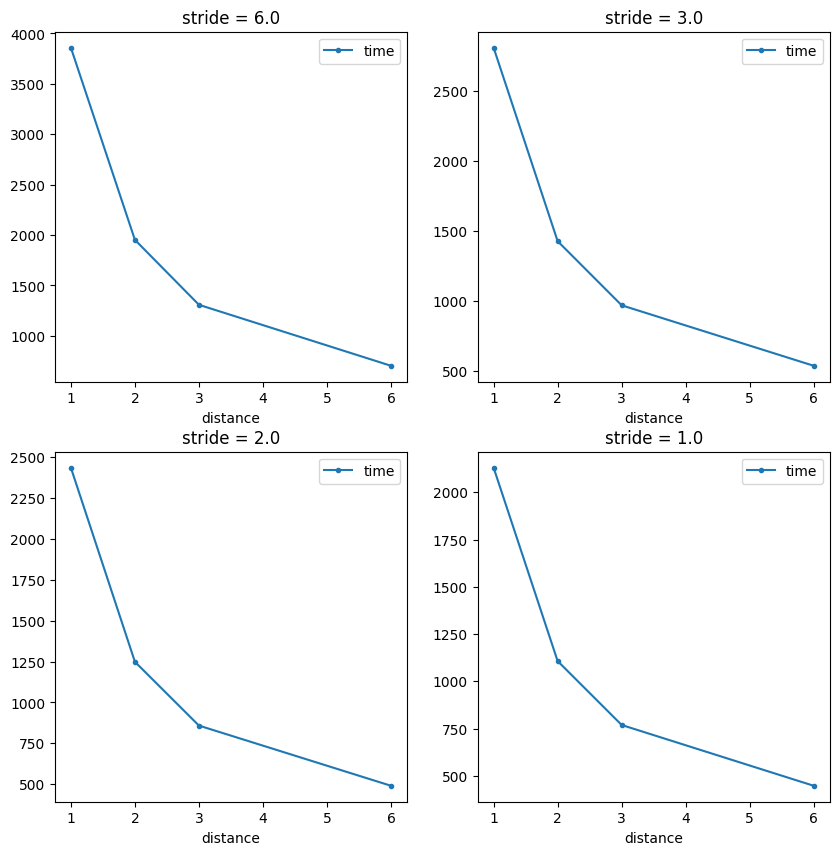 stride = 6.0
time
4000
3500
3000
2500
2000
1500
1000
1 2 3 4 5 6
distance
stride = 3.0
time
2500
2000
1500
1000
500
1 2 3 4 5 6
distance
stride = 2.0
time
2500
2250
2000
1750
1500
1250
1000
750
500
1 2 3 4 5 6
distance
stride = 1.0
time
2000
1750
1500
1250
1000
750
500
1 2 3 4 5 6
distance